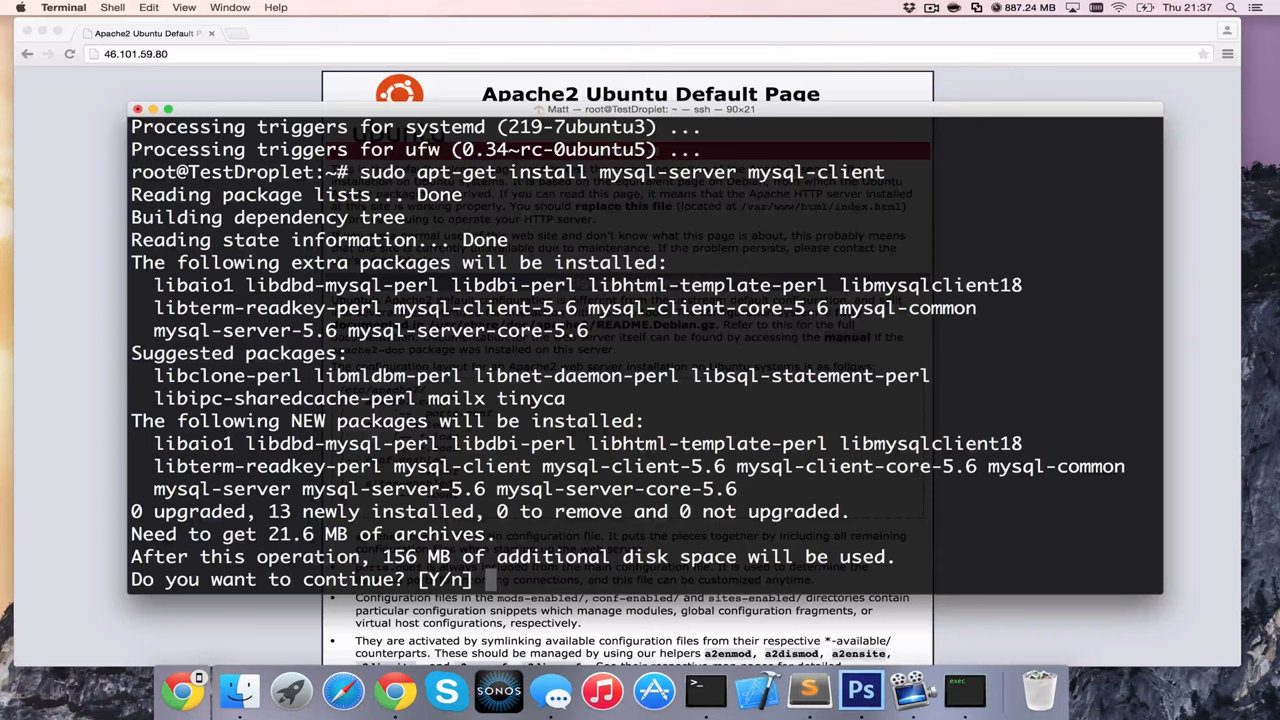 Terminal Shell Edit View Window Help 887.24 MB Thu 21:37
Apache2 Ubuntu Default P
46.101.59.80
Apache2 Ubuntu Default Page
Matt — root@TestDroplet: ~ — ssh — 90×21
Processing triggers for systemd (219-7ubuntu3) ...
Processing triggers for ufw (0.34~rc-0ubuntu5) ...
root@TestDroplet:~# sudo apt-get install mysql-server mysql-client
Reading package lists... Done
Building dependency tree
Reading state information... Done
The following extra packages will be installed:
libaio1 libdbd-mysql-perl libdbi-perl libhtml-template-perl libmysqlclient18
libterm-readkey-perl mysql-client-5.6 mysql-client-core-5.6 mysql-common
mysql-server-5.6 mysql-server-core-5.6
Suggested packages:
libclone-perl libmldbm-perl libnet-daemon-perl libsql-statement-perl
libipc-sharedcache-perl mailx tinyca
The following NEW packages will be installed:
libaio1 libdbd-mysql-perl libdbi-perl libhtml-template-perl libmysqlclient18
libterm-readkey-perl mysql-client mysql-client-5.6 mysql-client-core-5.6 mysql-common
mysql-server mysql-server-5.6 mysql-server-core-5.6
0 upgraded, 13 newly installed, 0 to remove and 0 not upgraded.
Need to get 21.6 MB of archives.
After this operation, 156 MB of additional disk space will be used.
Do you want to continue? [Y/n]
Configuration files in the mods-enabled/, conf-enabled/ and sites-enabled/ directories contain
particular configuration snippets which manage modules, global configuration fragments, or
virtual host configurations, respectively.
They are activated by symlinking available configuration files from their respective *-available/
counterparts. These should be managed by using our helpers a2enmod, a2dismod, a2ensite,
SONOS
Ps
exec